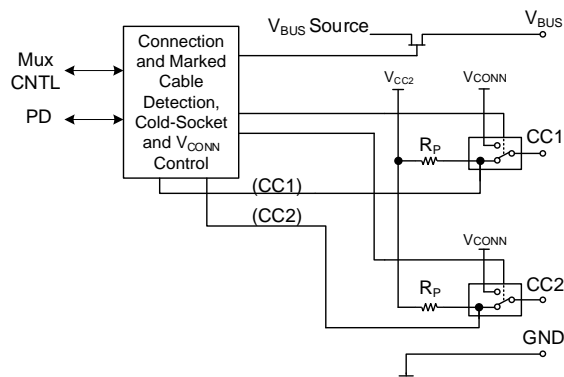 Mux
CNTL
PD
Connection
and Marked
Cable
Detection,
Cold-Socket
and VCONN
Control
VBUS Source
VBUS
VCC2
VCONN
RP
CC1
(CC1)
(CC2)
VCONN
RP
CC2
GND